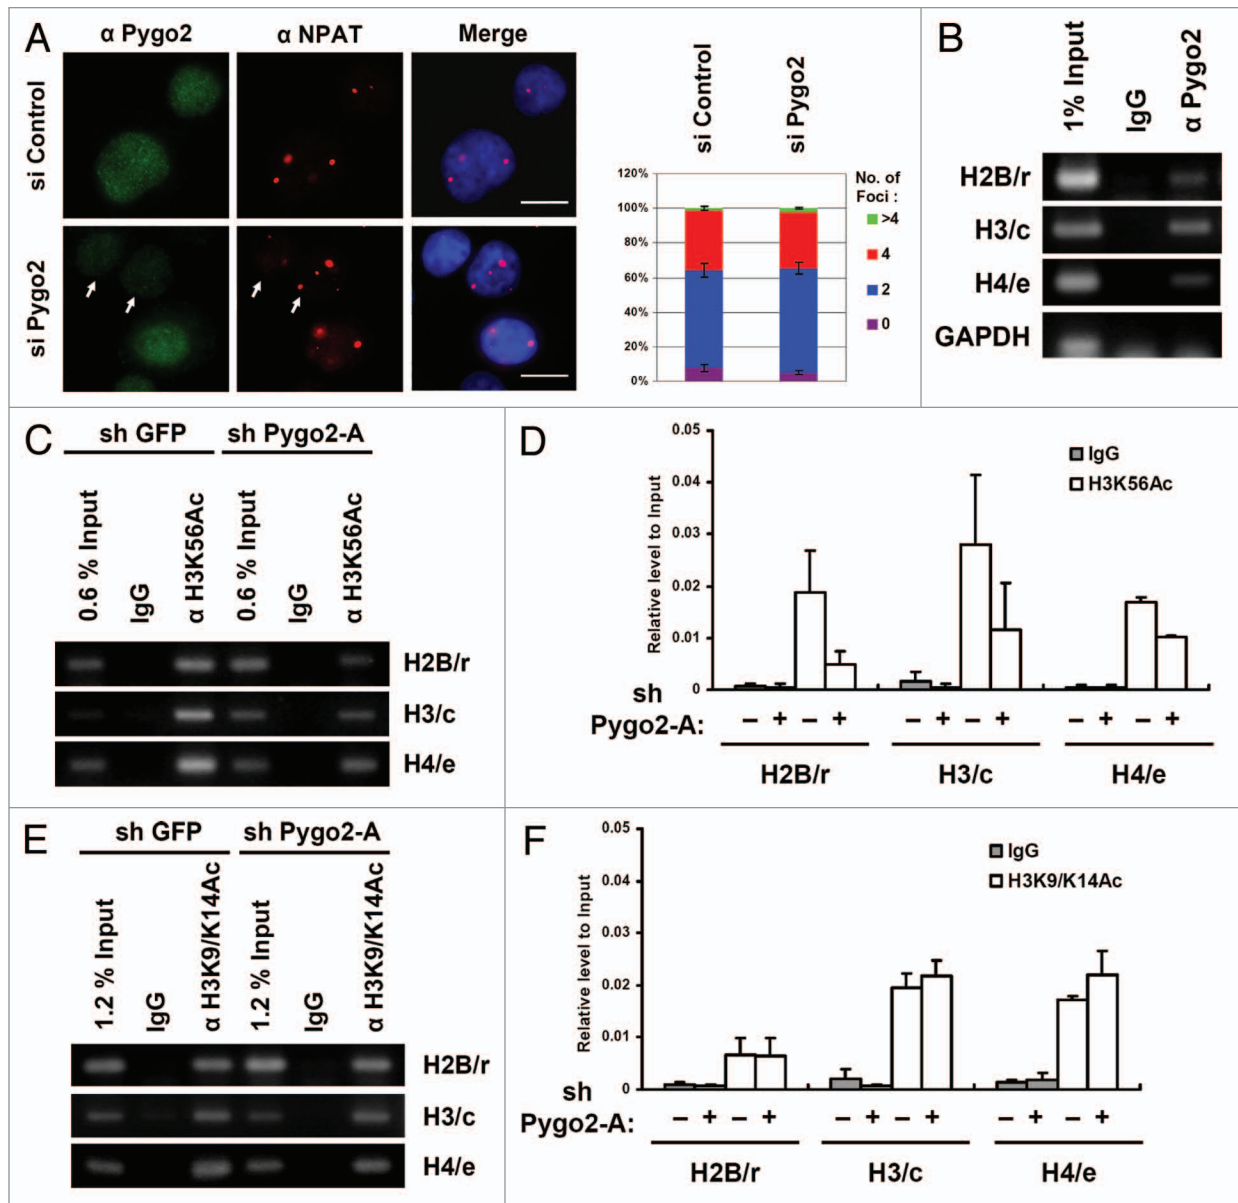 A
α Pygo2
α NPAT
Merge
si Control
si Pygo2
si Control
si Pygo2
120%
100%
80%
60%
40%
20%
0%
No. of
Foci :
>4
4
2
0
B
1% Input
IgG
α Pygo2
H2B/r
H3/c
H4/e
GAPDH
C
sh GFP
sh Pygo2-A
0.6 % Input
IgG
α H3K56Ac
0.6 % Input
IgG
α H3K56Ac
H2B/r
H3/c
H4/e
D
Relative level to Input
0.05
0.04
0.03
0.02
0.01
0
IgG
H3K56Ac
sh
Pygo2-A: – + – + – + – + – + – +
H2B/r H3/c H4/e
E
sh GFP
sh Pygo2-A
1.2 % Input
IgG
α H3K9/K14Ac
1.2 % Input
IgG
α H3K9/K14Ac
H2B/r
H3/c
H4/e
F
Relative level to Input
0.05
0.04
0.03
0.02
0.01
0
IgG
H3K9/K14Ac
sh
Pygo2-A: – + – + – + – + – + – +
H2B/r H3/c H4/e